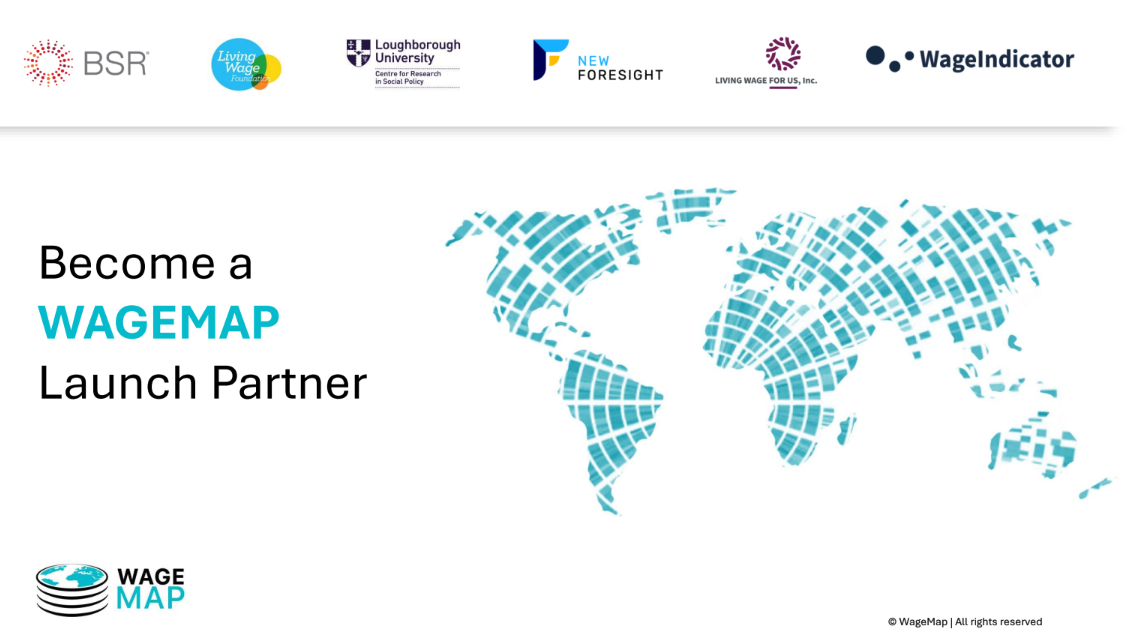 BSR®
Living
Wage
Foundation
Loughborough
University
Centre for Research
in Social Policy
NEW
FORESIGHT
LIVING WAGE FOR US, Inc.
WageIndicator
Become a
WAGEMAP
Launch Partner
WAGE
MAP
© WageMap | All rights reserved